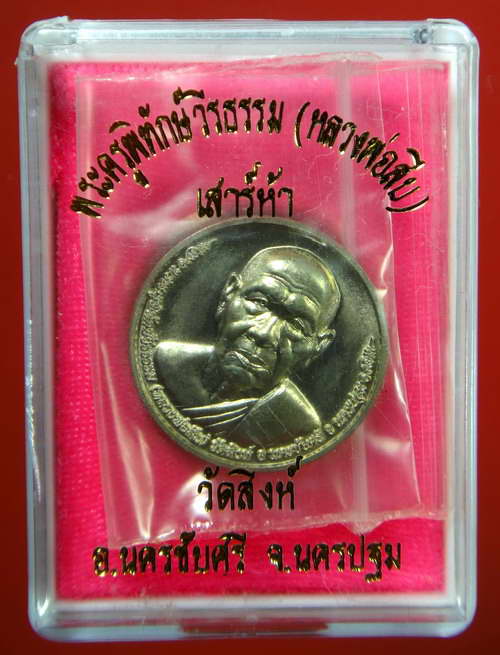 พระครูพิทักษ์วีรธรรม (หลวงพ่อสืบ)
เสาร์ห้า
วัดสิงห์
อ.นครชัยศรี จ.นครปฐม